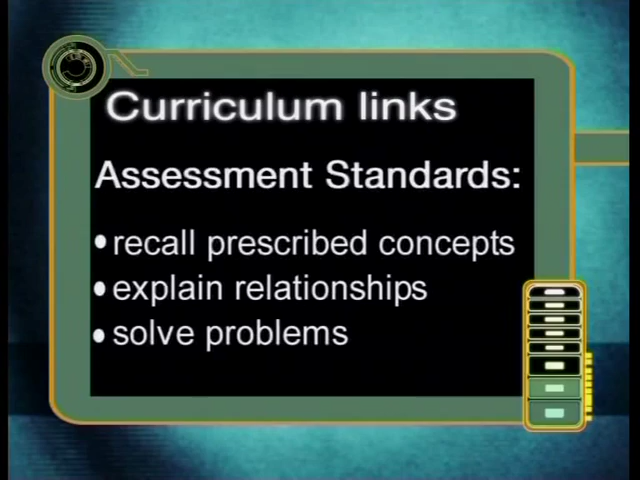 Curriculum links
Assessment Standards:
• recall prescribed concepts
• explain relationships
• solve problems